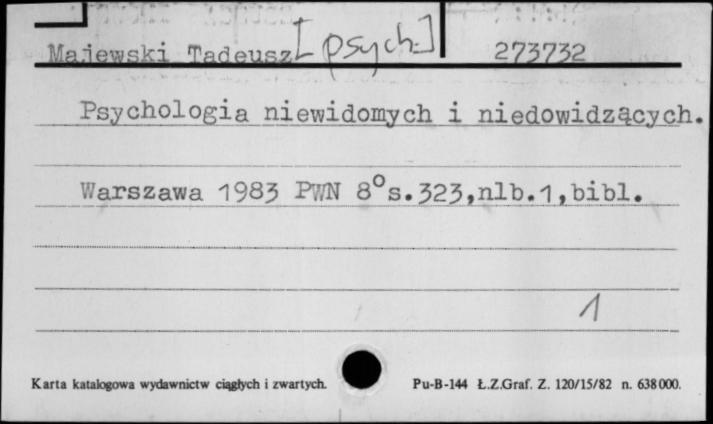 Majewski Tadeusz [psych.] 273732
Psychologia niewidomych i niedowidzących.
Warszawa 1983 PWN 8°s.323,nlb.1,bibl.
1
Karta katalogowa wydawnictw ciągłych i zwartych. Pu-B-144 Ł.Z.Graf. Z. 120/15/82 n. 638000.